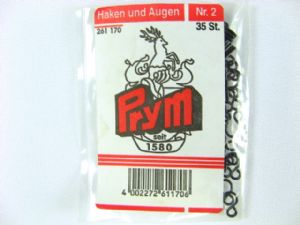 Haken und Augen Nr. 2
261 170 35 St.
Prym
seit
1580
4 002272 611706